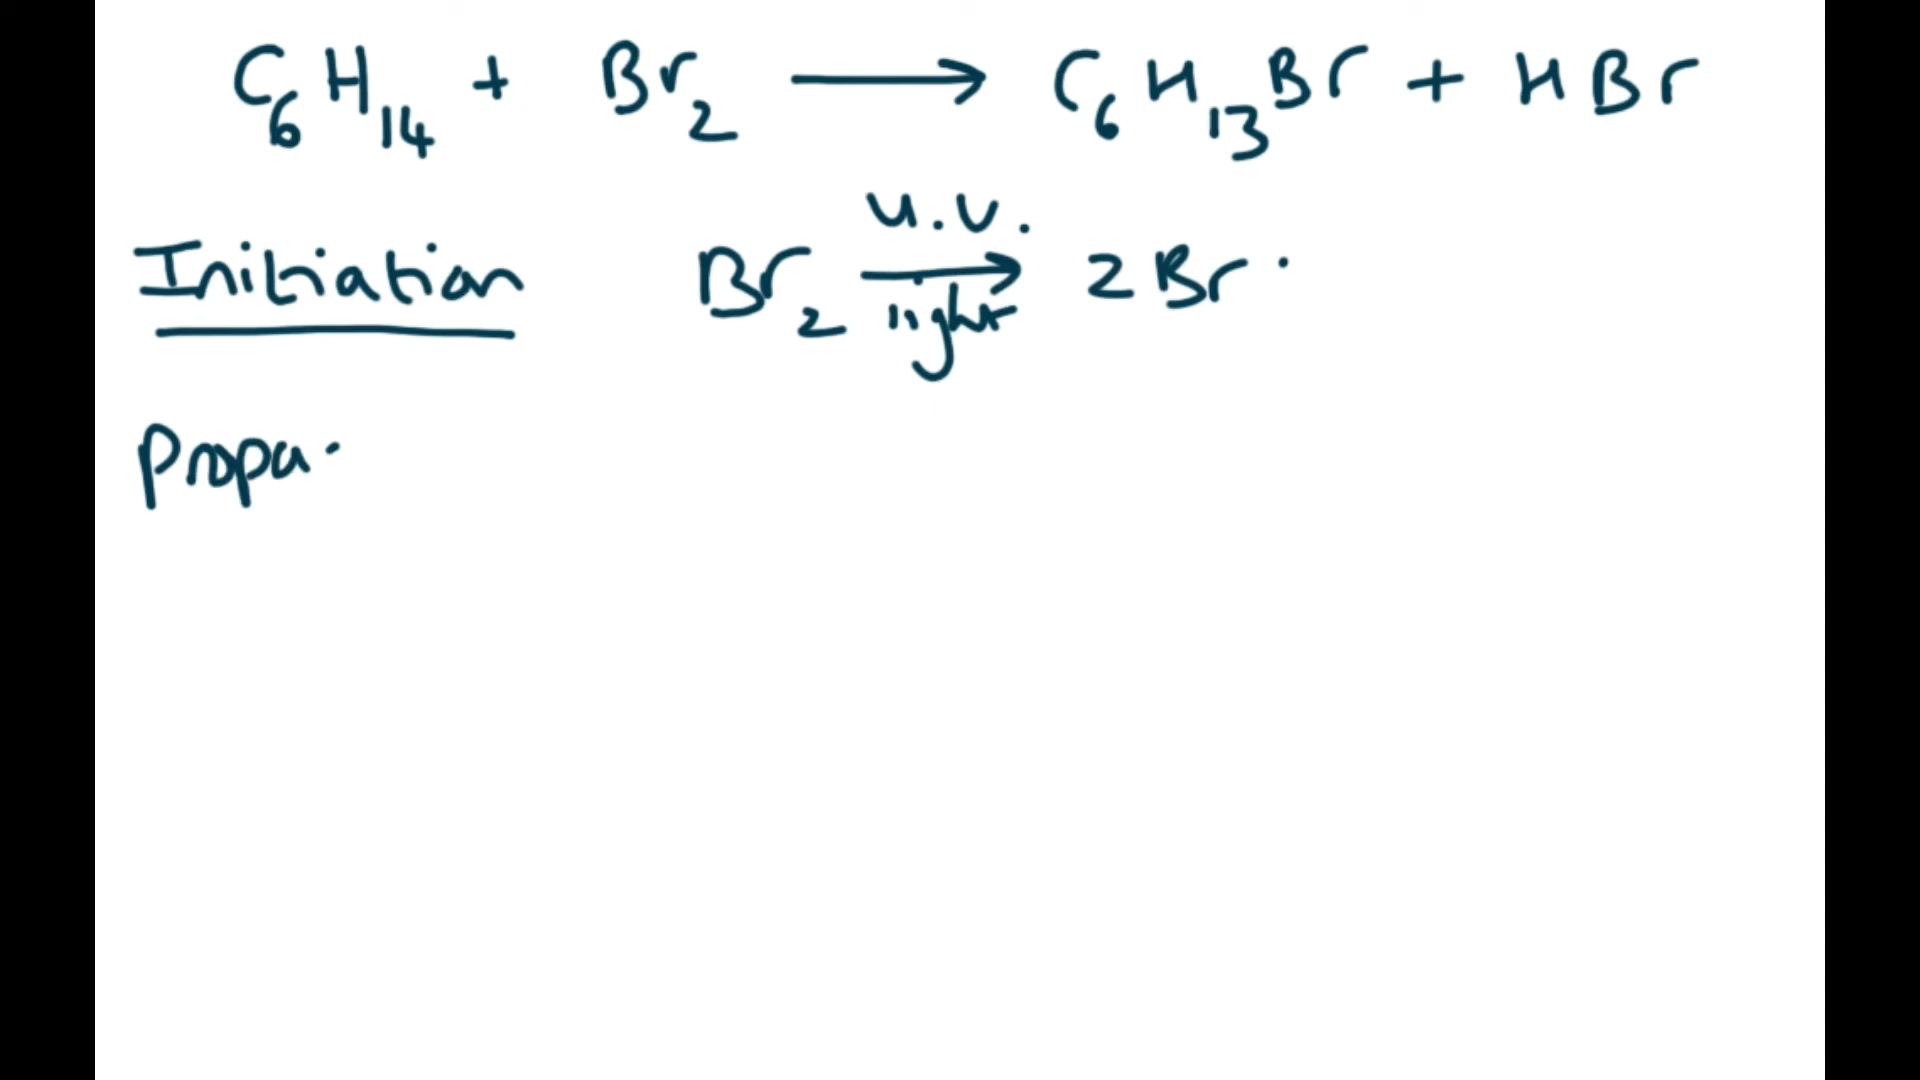 C₆H₁₄ + Br₂ ⟶ C₆H₁₃Br + HBr
u.v.
Initiation Br₂ ⟶ 2Br·
light
Propa